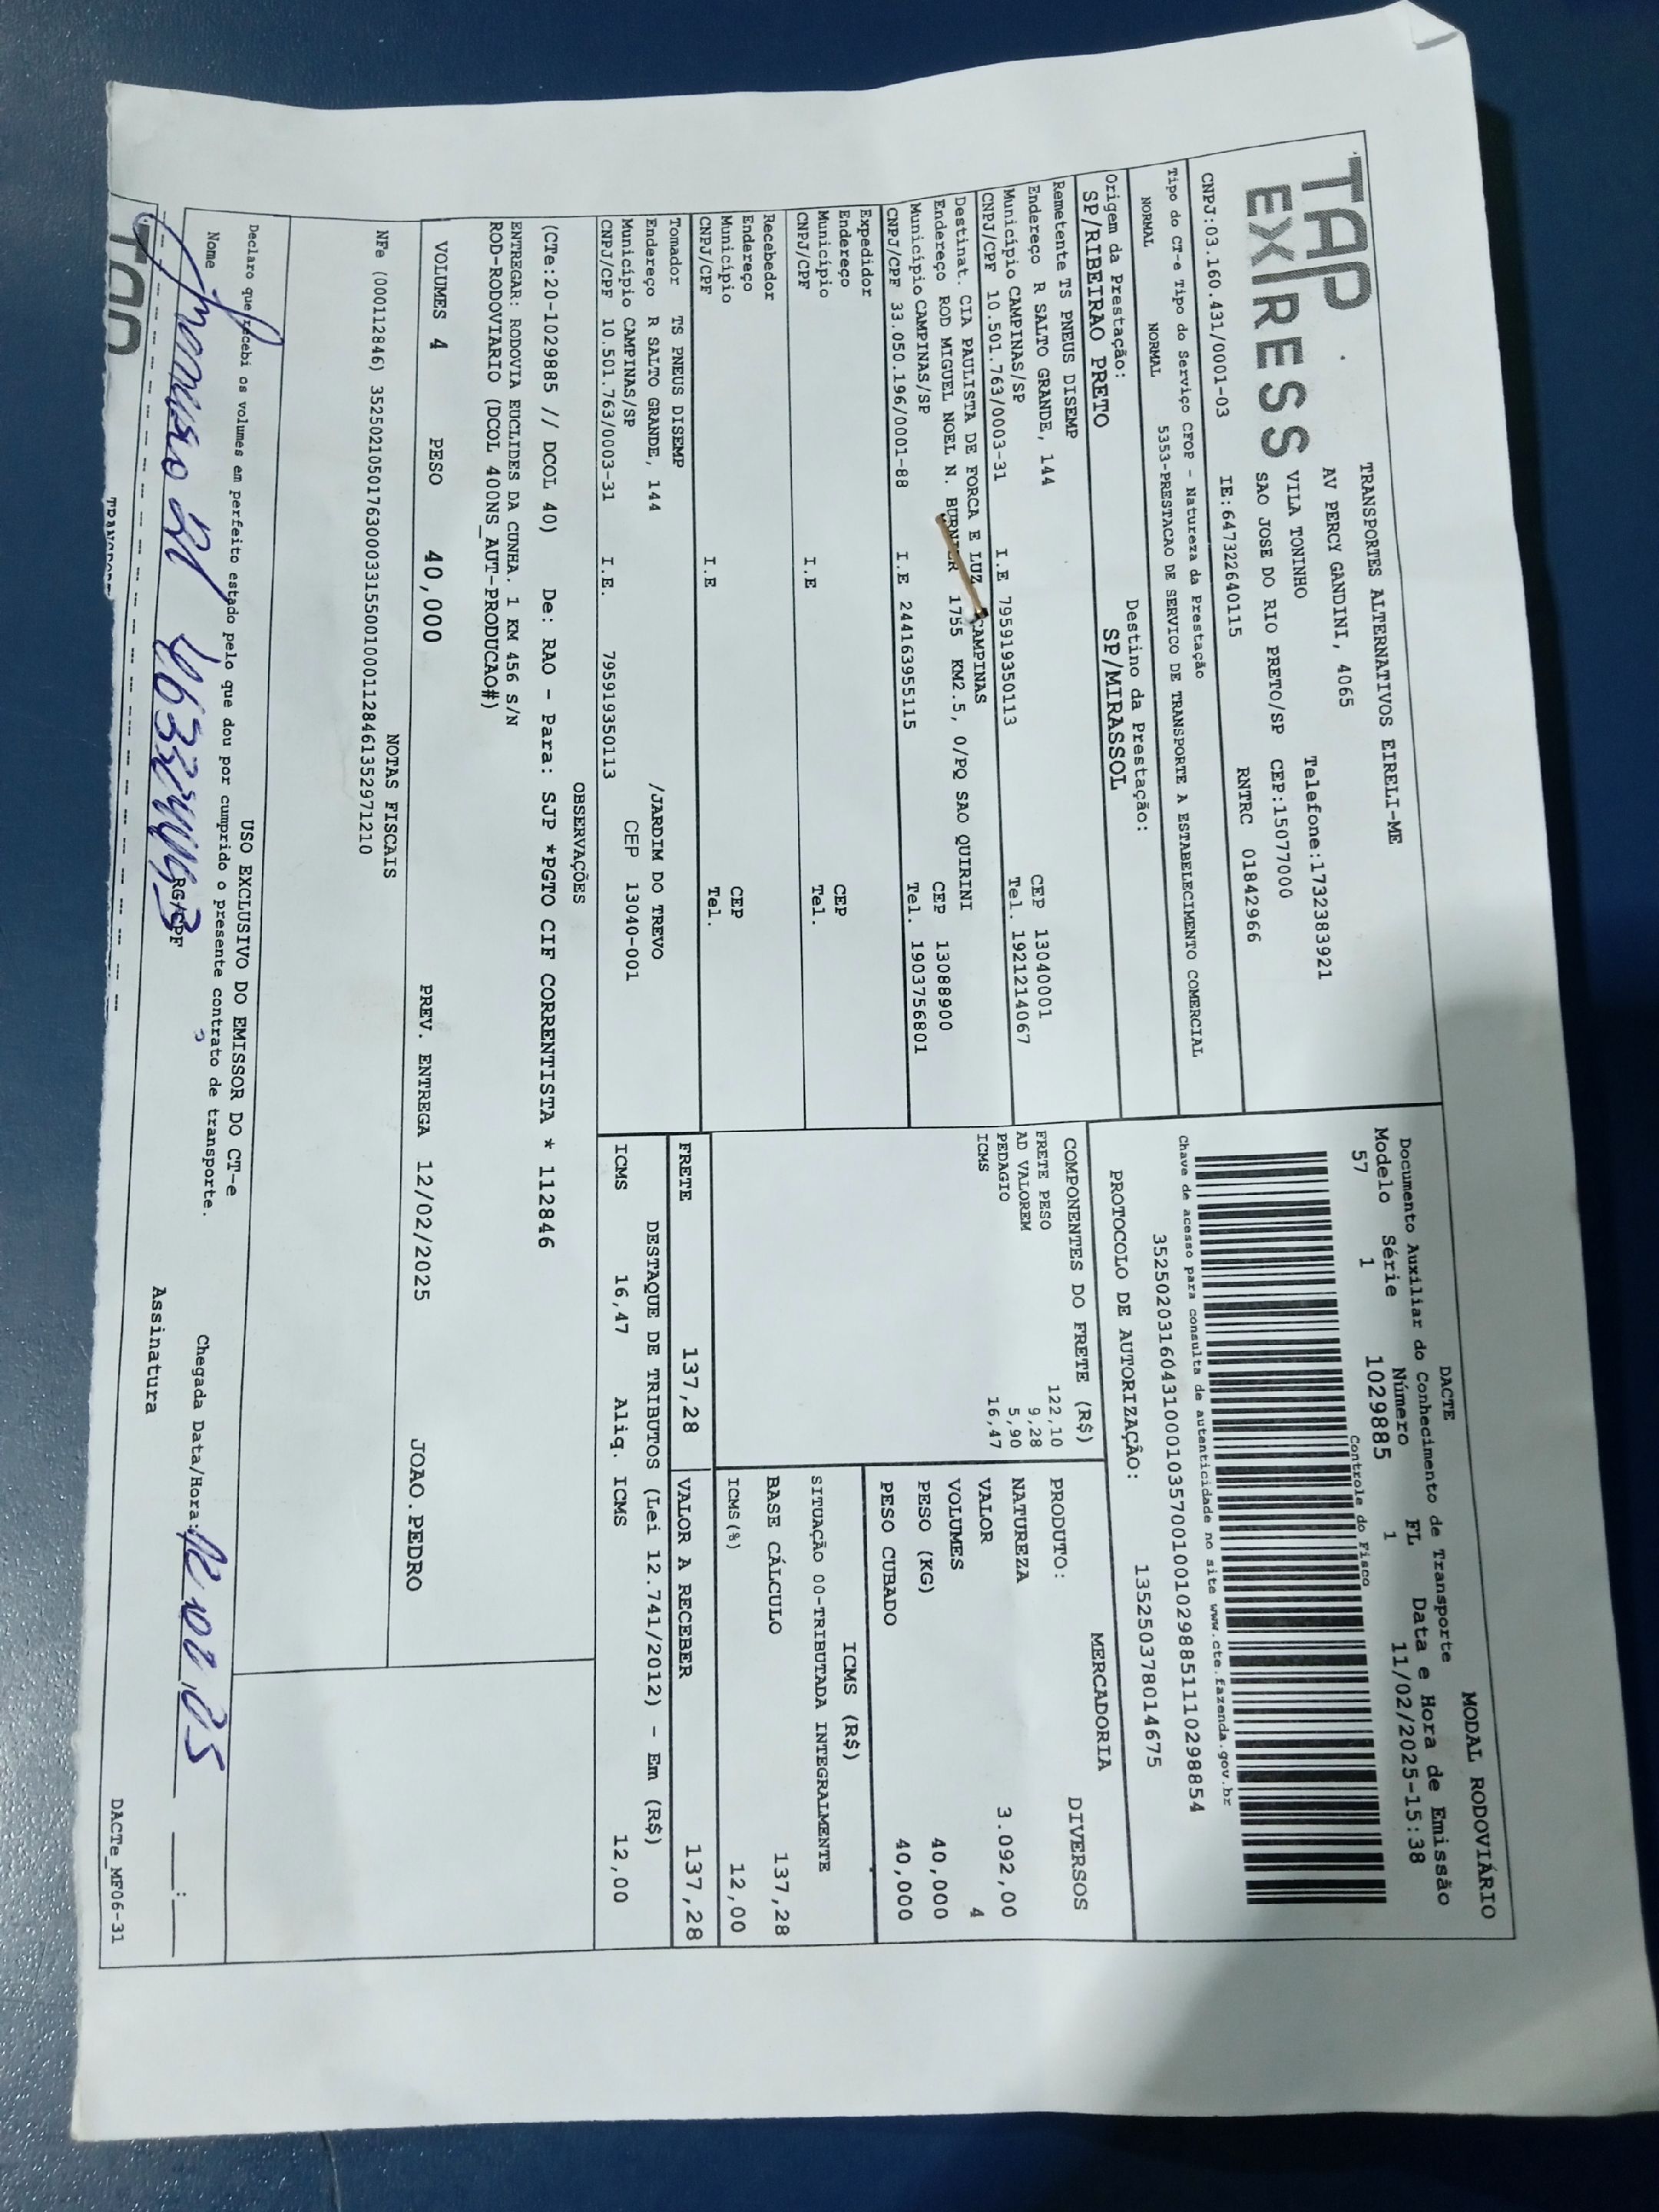 TAP
EXPRESS
TRANSPORTES ALTERNATIVOS EIRELI-ME
AV PERCY GANDINI, 4065
VILA TONINHO
SAO JOSE DO RIO PRETO/SP CEP:15077000
Telefone:1732383921
CNPJ:03.160.431/0001-03 IE:647322640115 RNTRC 01842966
Tipo do CT-e Tipo do Serviço CFOP - Natureza da Prestação
NORMAL NORMAL 5353-PRESTACAO DE SERVICO DE TRANSPORTE A ESTABELECIMENTO COMERCIAL
Origem da Prestação: Destino da Prestação:
SP/RIBEIRAO PRETO SP/MIRASSOL
MODAL RODOVIÁRIO
DACTE
Documento Auxiliar do Conhecimento de Transporte
Modelo Série Número FL Data e Hora de Emissão
57 1 1029885 1 11/02/2025-15:38
Controle do Fisco
Chave de acesso para consulta de autenticidade no site www.cte.fazenda.gov.br
35250203160431000103570010010298851110298854
PROTOCOLO DE AUTORIZAÇÃO: 135250378014675
Remetente TS PNEUS DISEMP
Endereço R SALTO GRANDE, 144
Município CAMPINAS/SP CEP 13040001
CNPJ/CPF 10.501.763/0003-31 I.E 795919350113 Tel. 1921214067
Destinat. CIA PAULISTA DE FORCA E LUZ CAMPINAS
Endereço ROD MIGUEL NOEL N. BURNIER 1755 KM2.5, 0/PQ SAO QUIRINI
Município CAMPINAS/SP CEP 13088900
CNPJ/CPF 33.050.196/0001-88 I.E 244163955115 Tel. 1903756801
Expedidor
Endereço
Município CEP
CNPJ/CPF I.E Tel.
Recebedor
Endereço
Município CEP
CNPJ/CPF I.E Tel.
Tomador TS PNEUS DISEMP
Endereço R SALTO GRANDE, 144 /JARDIM DO TREVO
Município CAMPINAS/SP CEP 13040-001
CNPJ/CPF 10.501.763/0003-31 I.E. 795919350113
COMPONENTES DO FRETE (R$)
FRETE PESO 122,10
AD VALOREM 9,28
PEDAGIO 5,90
ICMS 16,47
MERCADORIA
PRODUTO: DIVERSOS
NATUREZA
VALOR 3.092,00
VOLUMES 4
PESO (KG) 40,000
PESO CUBADO 40,000
ICMS (R$)
SITUAÇÃO 00-TRIBUTADA INTEGRALMENTE
BASE CÁLCULO 137,28
ICMS(%) 12,00
FRETE 137,28 VALOR A RECEBER 137,28
DESTAQUE DE TRIBUTOS (Lei 12.741/2012) - Em (R$)
ICMS 16,47 Aliq. ICMS 12,00
OBSERVAÇÕES
(CTe:20-1029885 // DCOL 40) De: RAO - Para: SJP *PGTO CIF CORRENTISTA * 112846
ENTREGAR: RODOVIA EUCLIDES DA CUNHA. 1 KM 456 S/N
ROD-RODOVIARIO (DCOL 400NS_AUT-PRODUCAO#)
VOLUMES 4 PESO 40,000 PREV. ENTREGA 12/02/2025 JOAO.PEDRO
NOTAS FISCAIS
NFe (000112846) 35250210501763000331550010001128461352971210
USO EXCLUSIVO DO EMISSOR DO CT-e
Declaro que recebi os volumes em perfeito estado pelo que dou por cumprido o presente contrato de transporte.
Nome RG/CPF Chegada Data/Hora:
Assinatura
DACTe_MF06-31
TAP